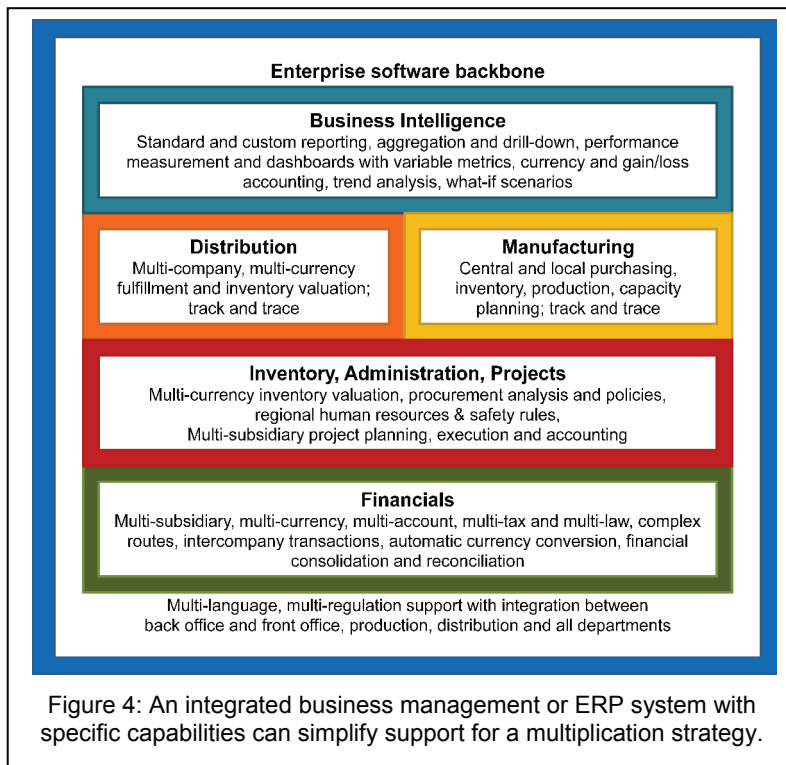 Enterprise software backbone
Business Intelligence
Standard and custom reporting, aggregation and drill-down, performance
measurement and dashboards with variable metrics, currency and gain/loss
accounting, trend analysis, what-if scenarios
Distribution
Multi-company, multi-currency
fulfillment and inventory valuation;
track and trace
Manufacturing
Central and local purchasing,
inventory, production, capacity
planning; track and trace
Inventory, Administration, Projects
Multi-currency inventory valuation, procurement analysis and policies,
regional human resources & safety rules,
Multi-subsidiary project planning, execution and accounting
Financials
Multi-subsidiary, multi-currency, multi-account, multi-tax and multi-law, complex
routes, intercompany transactions, automatic currency conversion, financial
consolidation and reconciliation
Multi-language, multi-regulation support with integration between
back office and front office, production, distribution and all departments
Figure 4: An integrated business management or ERP system with
specific capabilities can simplify support for a multiplication strategy.